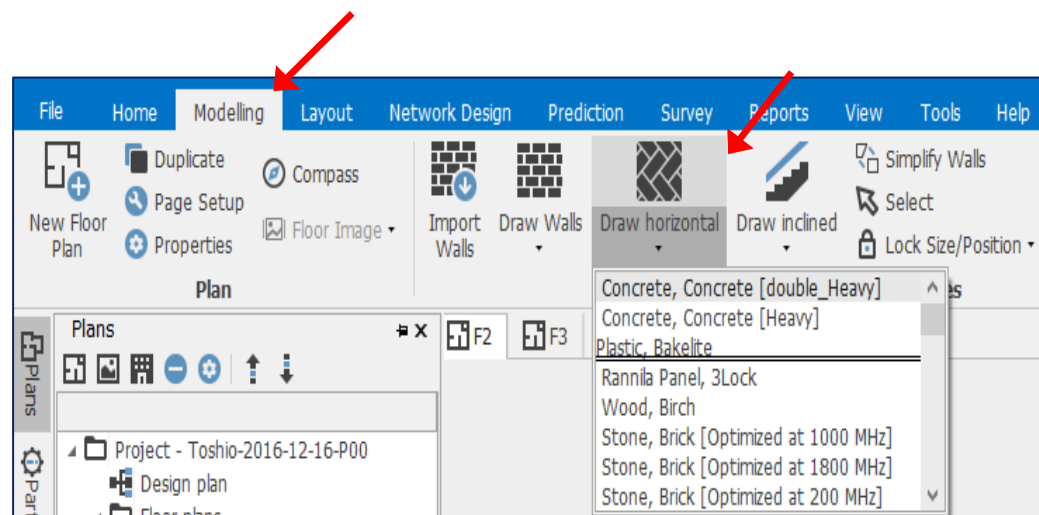 File Home Modelling Layout Network Design Prediction Survey Reports View Tools Help
New Floor Plan
Duplicate
Page Setup
Properties
Compass
Floor Image
Plan
Import Walls
Draw Walls
Draw horizontal
Draw inclined
Simplify Walls
Select
Lock Size/Position
es
Concrete, Concrete [double_Heavy]
Concrete, Concrete [Heavy]
Plastic, Bakelite
Rannila Panel, 3Lock
Wood, Birch
Stone, Brick [Optimized at 1000 MHz]
Stone, Brick [Optimized at 1800 MHz]
Stone, Brick [Optimized at 200 MHz]
Plans
Part
Plans
F2 F3
Project - Toshio-2016-12-16-P00
Design plan
Floor plans